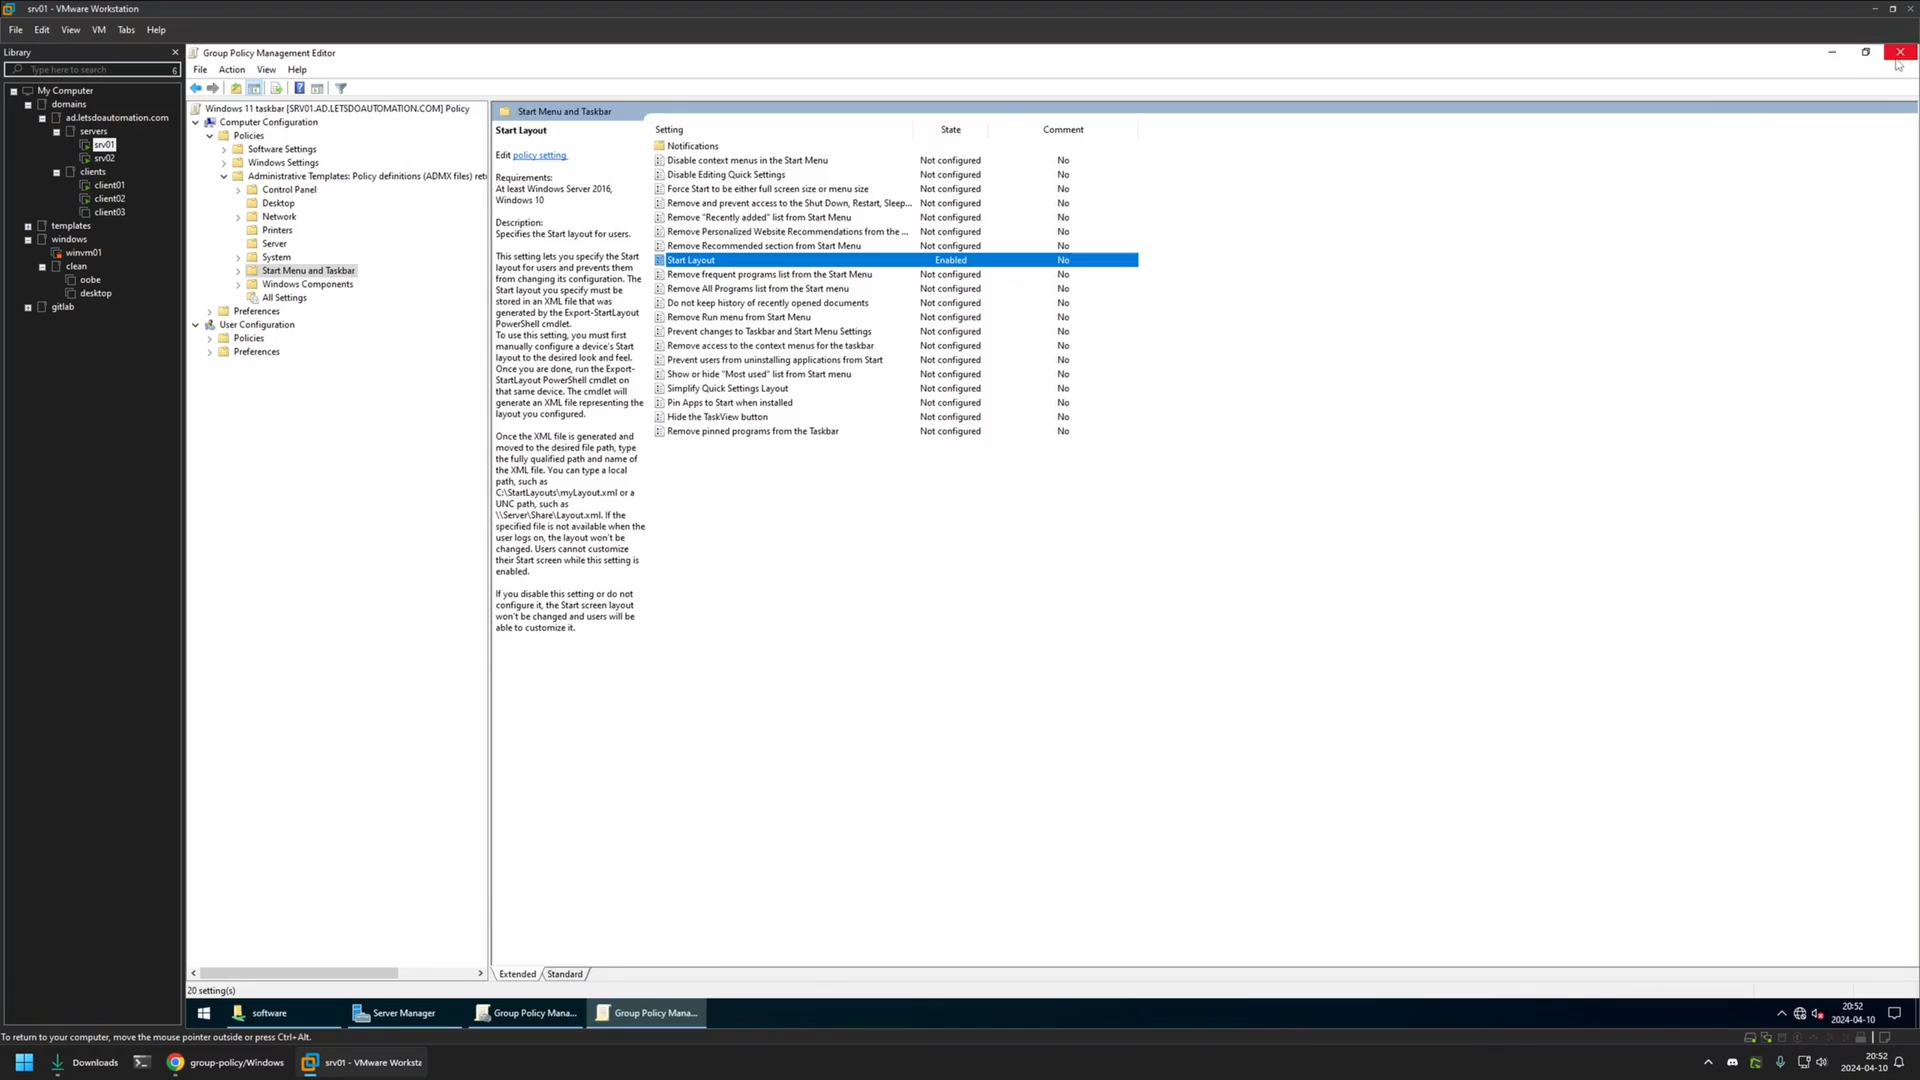 srv01 - VMware Workstation
File Edit View VM Tabs Help
Library
Type here to search
My Computer
domains
ad.letsdoautomation.com
servers
srv01
srv02
clients
client01
client02
client03
templates
windows
winvm01
clean
oobe
desktop
gitlab
Group Policy Management Editor
File Action View Help
Windows 11 taskbar [SRV01.AD.LETSDOAUTOMATION.COM] Policy
Computer Configuration
Policies
Software Settings
Windows Settings
Administrative Templates: Policy definitions (ADMX files) ret
Control Panel
Desktop
Network
Printers
Server
System
Start Menu and Taskbar
Windows Components
All Settings
Preferences
User Configuration
Policies
Preferences
Start Menu and Taskbar
Start Layout
Edit policy setting
Requirements:
At least Windows Server 2016,
Windows 10
Description:
Specifies the Start layout for users.
This setting lets you specify the Start
layout for users and prevents them
from changing its configuration. The
Start layout you specify must be
stored in an XML file that was
generated by the Export-StartLayout
PowerShell cmdlet.
To use this setting, you must first
manually configure a device's Start
layout to the desired look and feel.
Once you are done, run the Export-
StartLayout PowerShell cmdlet on
that same device. The cmdlet will
generate an XML file representing the
layout you configured.
Once the XML file is generated and
moved to the desired file path, type
the fully qualified path and name of
the XML file. You can type a local
path, such as
C:\StartLayouts\myLayout.xml or a
UNC path, such as
\\Server\Share\Layout.xml. If the
specified file is not available when the
user logs on, the layout won't be
changed. Users cannot customize
their Start screen while this setting is
enabled.
If you disable this setting or do not
configure it, the Start screen layout
won't be changed and users will be
able to customize it.
Setting State Comment
Notifications
Disable context menus in the Start Menu Not configured No
Disable Editing Quick Settings Not configured No
Force Start to be either full screen size or menu size Not configured No
Remove and prevent access to the Shut Down, Restart, Sleep... Not configured No
Remove "Recently added" list from Start Menu Not configured No
Remove Personalized Website Recommendations from the ... Not configured No
Remove Recommended section from Start Menu Not configured No
Start Layout Enabled No
Remove frequent programs list from the Start Menu Not configured No
Remove All Programs list from the Start menu Not configured No
Do not keep history of recently opened documents Not configured No
Remove Run menu from Start Menu Not configured No
Prevent changes to Taskbar and Start Menu Settings Not configured No
Remove access to the context menus for the taskbar Not configured No
Prevent users from uninstalling applications from Start Not configured No
Show or hide "Most used" list from Start menu Not configured No
Simplify Quick Settings Layout Not configured No
Pin Apps to Start when installed Not configured No
Hide the TaskView button Not configured No
Remove pinned programs from the Taskbar Not configured No
Extended Standard
20 setting(s)
software Server Manager Group Policy Mana... Group Policy Mana...
20:52
2024-04-10
To return to your computer, move the mouse pointer outside or press Ctrl+Alt.
Downloads group-policy/Windows srv01 - VMware Worksta
20:52
2024-04-10